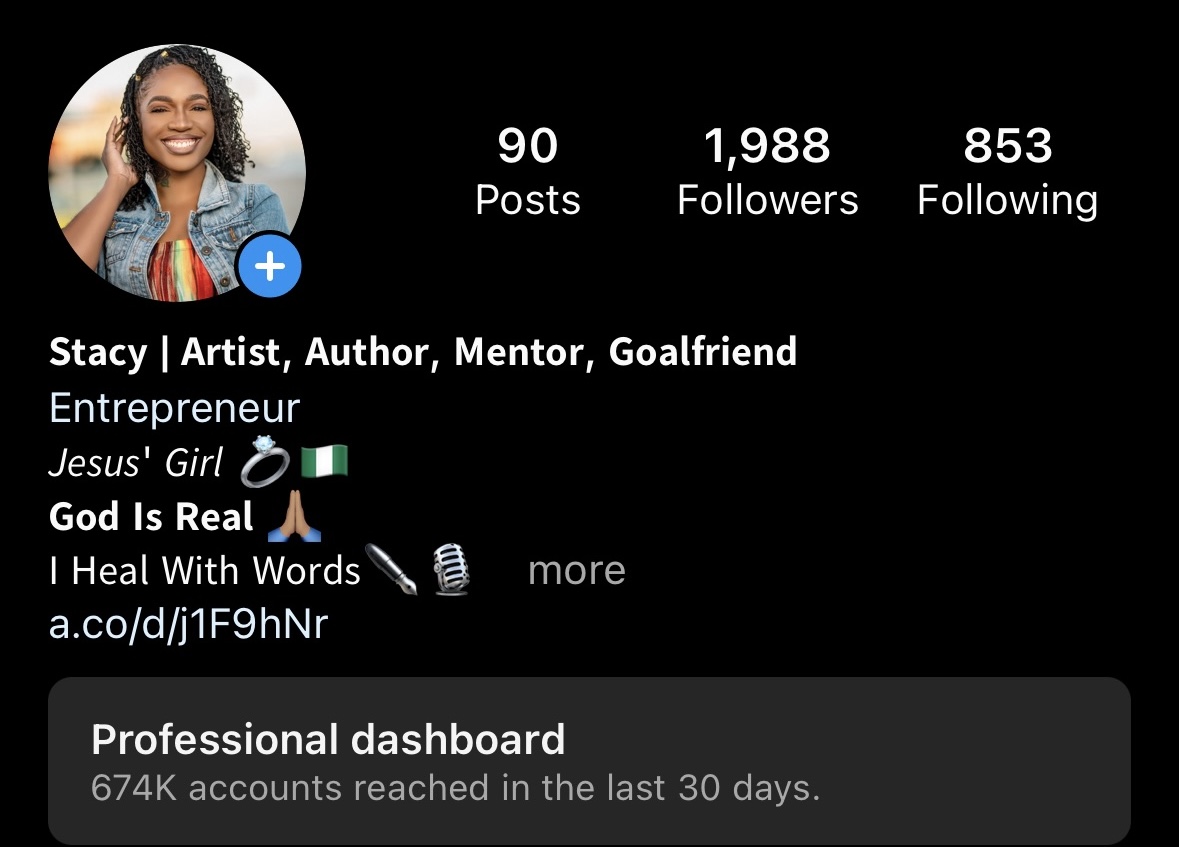 90 1,988 853
Posts Followers Following
Stacy | Artist, Author, Mentor, Goalfriend
Entrepreneur
Jesus' Girl 💍🇳🇬
God Is Real 🙏🏽
I Heal With Words 🖋️🎙️ more
a.co/d/j1F9hNr
Professional dashboard
674K accounts reached in the last 30 days.